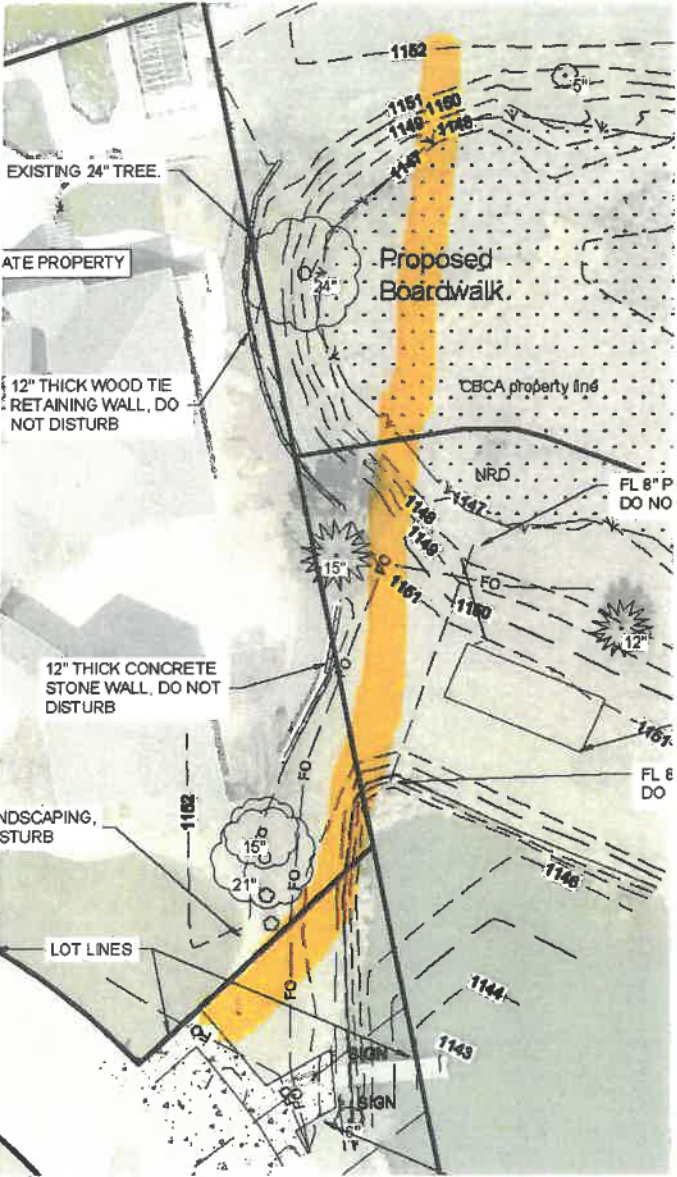 1152
5"
1151
1150
1149
1148
1147
EXISTING 24" TREE.
24"
ATE PROPERTY
Proposed
Boardwalk
12" THICK WOOD TIE
RETAINING WALL, DO
NOT DISTURB
CBCA property line
NRD
FL 8" P
DO NO
1147
1148
1149
15"
FO
1151
FO
1150
12"
12" THICK CONCRETE
STONE WALL, DO NOT
DISTURB
1151
FO
FL 8
DO
1152
NDSCAPING,
STURB
15"
21"
FO
1146
LOT LINES
FO
1144
FO
1143
SIGN
FO
FO
SIGN
6"